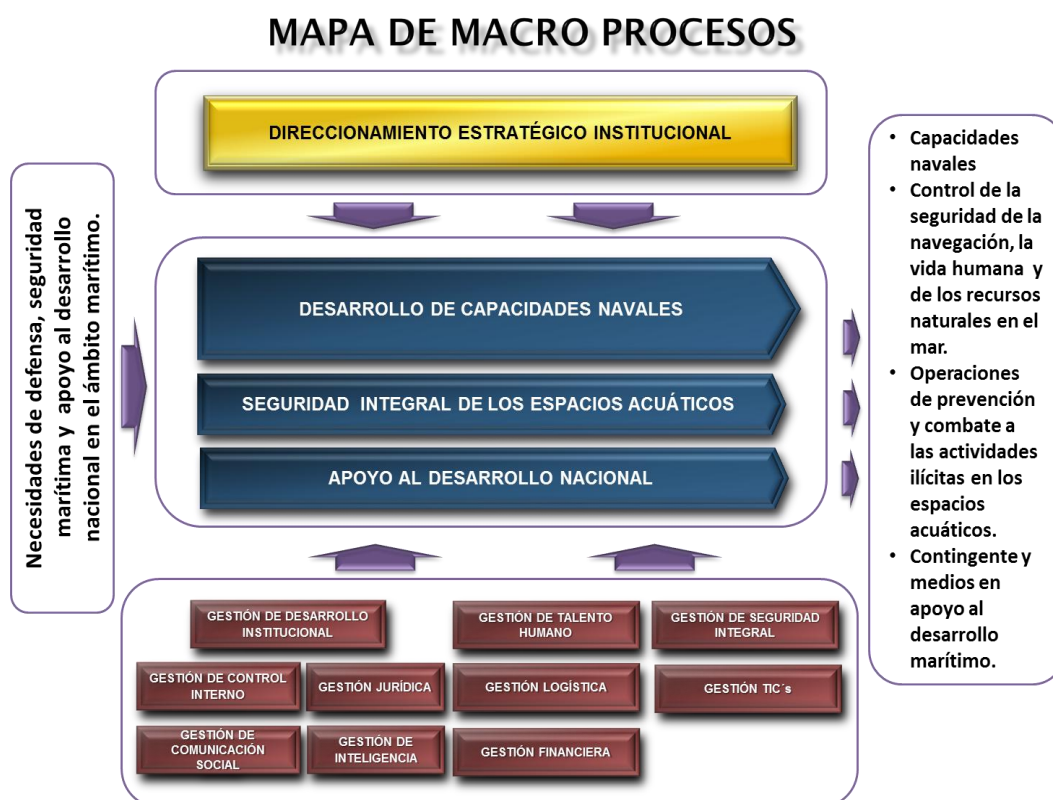 MAPA DE MACRO PROCESOS
DIRECCIONAMIENTO ESTRATÉGICO INSTITUCIONAL
Necesidades de defensa, seguridad
marítima y apoyo al desarrollo
nacional en el ámbito marítimo.
DESARROLLO DE CAPACIDADES NAVALES
SEGURIDAD INTEGRAL DE LOS ESPACIOS ACUÁTICOS
APOYO AL DESARROLLO NACIONAL
• Capacidades
navales
• Control de la
seguridad de la
navegación, la
vida humana y
de los recursos
naturales en el
mar.
• Operaciones
de prevención
y combate a
las actividades
ilícitas en los
espacios
acuáticos.
• Contingente y
medios en
apoyo al
desarrollo
marítimo.
GESTIÓN DE DESARROLLO
INSTITUCIONAL
GESTIÓN DE TALENTO
HUMANO
GESTIÓN DE SEGURIDAD
INTEGRAL
GESTIÓN DE CONTROL
INTERNO
GESTIÓN JURÍDICA
GESTIÓN LOGÍSTICA
GESTIÓN TIC´s
GESTIÓN DE
COMUNICACIÓN
SOCIAL
GESTIÓN DE
INTELIGENCIA
GESTIÓN FINANCIERA